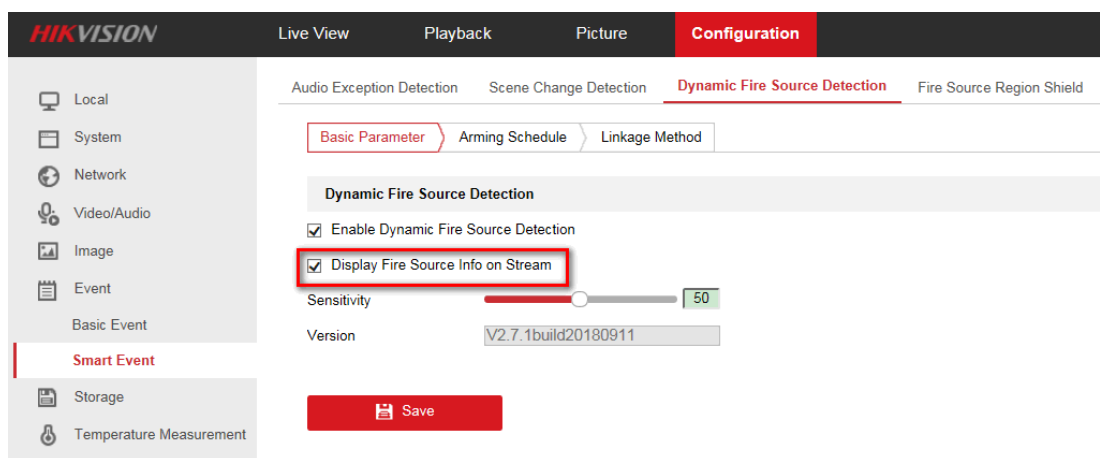 HIKVISION
Live View Playback Picture Configuration
Local
System
Network
Video/Audio
Image
Event
Basic Event
Smart Event
Storage
Temperature Measurement
Audio Exception Detection Scene Change Detection Dynamic Fire Source Detection Fire Source Region Shield
Basic Parameter Arming Schedule Linkage Method
Dynamic Fire Source Detection
Enable Dynamic Fire Source Detection
Display Fire Source Info on Stream
Sensitivity 50
Version V2.7.1build20180911
Save